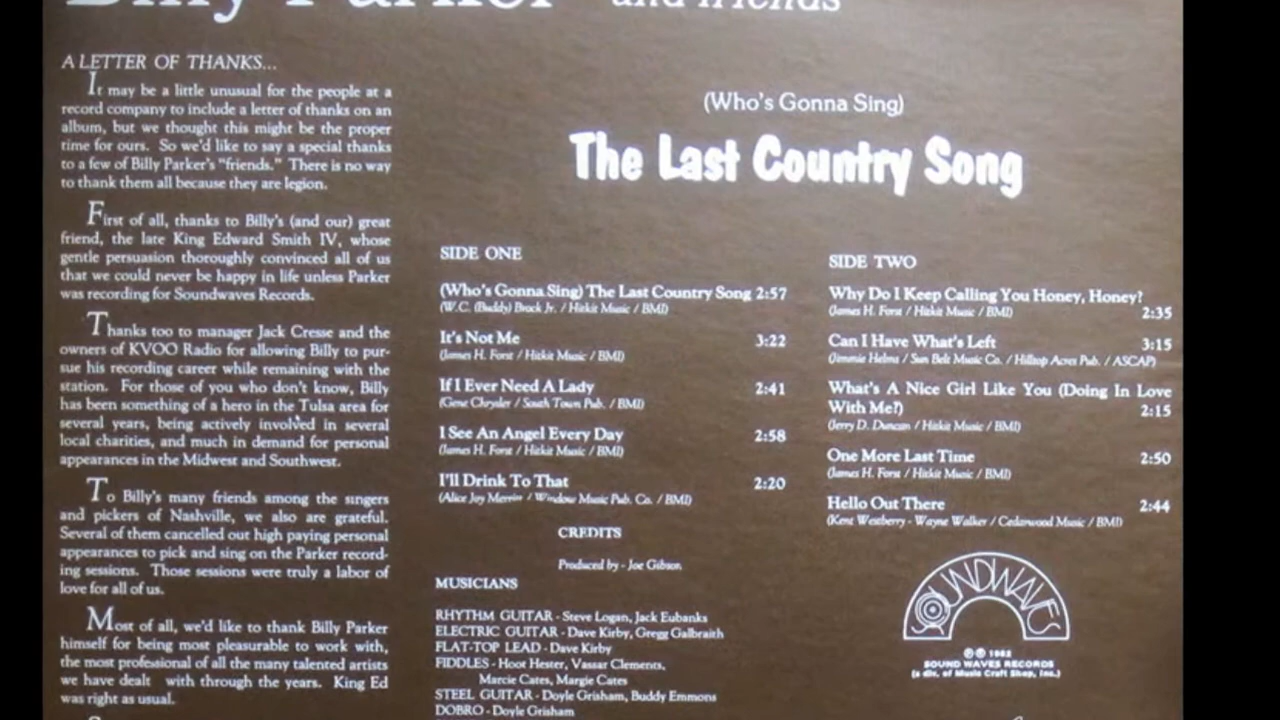 Billy Parker and friends
A LETTER OF THANKS...
It may be a little unusual for the people at a
record company to include a letter of thanks on an
album, but we thought this might be the proper
time for ours. So we'd like to say a special thanks
to a few of Billy Parker's "friends." There is no way
to thank them all because they are legion.
First of all, thanks to Billy's (and our) great
friend, the late King Edward Smith IV, whose
gentle persuasion thoroughly convinced all of us
that we could never be happy in life unless Parker
was recording for Soundwaves Records.
Thanks too to manager Jack Cresse and the
owners of KVOO Radio for allowing Billy to pur-
sue his recording career while remaining with the
station. For those of you who don't know, Billy
has been something of a hero in the Tulsa area for
several years, being actively involved in several
local charities, and much in demand for personal
appearances in the Midwest and Southwest.
To Billy's many friends among the singers
and pickers of Nashville, we also are grateful.
Several of them cancelled out high paying personal
appearances to pick and sing on the Parker record-
ing sessions. Those sessions were truly a labor of
love for all of us.
Most of all, we'd like to thank Billy Parker
himself for being most pleasurable to work with,
the most professional of all the many talented artists
we have dealt with through the years. King Ed
was right as usual.
(Who's Gonna Sing)
The Last Country Song
SIDE ONE
(Who's Gonna Sing) The Last Country Song 2:57
(W.C. (Buddy) Brock Jr. / Hitkit Music / BMI)
It's Not Me 3:22
(James H. Forst / Hitkit Music / BMI)
If I Ever Need A Lady 2:41
(Gene Chrysler / South Town Pub. / BMI)
I See An Angel Every Day 2:58
(James H. Forst / Hitkit Music / BMI)
I'll Drink To That 2:20
(Alice Joy Merritt / Window Music Pub. Co. / BMI)
SIDE TWO
Why Do I Keep Calling You Honey, Honey?
(James H. Forst / Hitkit Music / BMI) 2:35
Can I Have What's Left 3:15
(Jimmie Helms / Sun Belt Music Co. / Hilltop Acres Pub. / ASCAP)
What's A Nice Girl Like You (Doing In Love
With Me?) 2:15
(Jerry D. Duncan / Hitkit Music / BMI)
One More Last Time 2:50
(James H. Forst / Hitkit Music / BMI)
Hello Out There 2:44
(Kent Westberry - Wayne Walker / Cedarwood Music / BMI)
CREDITS
Produced by - Joe Gibson
MUSICIANS
RHYTHM GUITAR - Steve Logan, Jack Eubanks
ELECTRIC GUITAR - Dave Kirby, Gregg Galbraith
FLAT-TOP LEAD - Dave Kirby
FIDDLES - Hoot Hester, Vassar Clements,
Marcie Cates, Margie Cates
STEEL GUITAR - Doyle Grisham, Buddy Emmons
DOBRO - Doyle Grisham
SOUNDWAVES
℗ © 1982
SOUND WAVES RECORDS
(a div. of Music Craft Shop, Inc.)